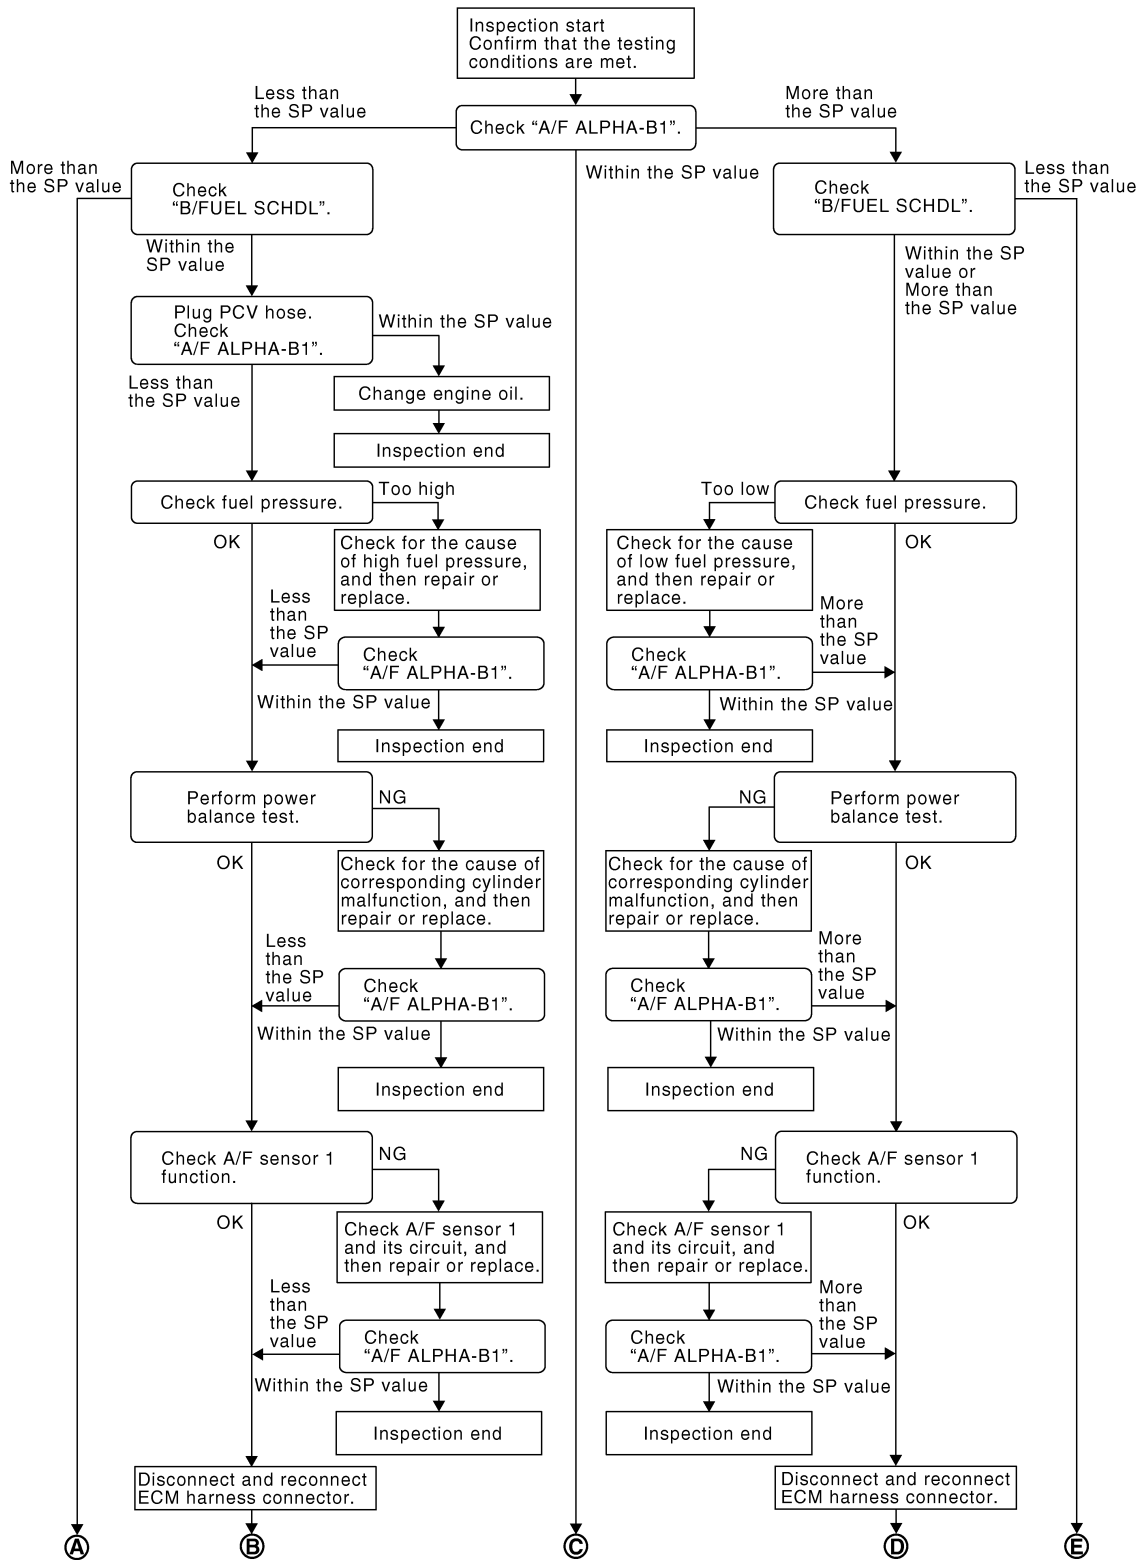 Inspection start
Confirm that the testing
conditions are met.
Less than
the SP value
More than
the SP value
Check “A/F ALPHA-B1”.
More than
the SP value
Check
“B/FUEL SCHDL”.
Within the SP value
Check
“B/FUEL SCHDL”.
Less than
the SP value
Within the
SP value
Within the SP
value or
More than
the SP value
Plug PCV hose.
Check
“A/F ALPHA-B1”.
Within the SP value
Less than
the SP value
Change engine oil.
Inspection end
Check fuel pressure.
Too high
Too low
Check fuel pressure.
OK
Check for the cause
of high fuel pressure,
and then repair or
replace.
Check for the cause
of low fuel pressure,
and then repair or
replace.
OK
Less
than
the SP
value
Check
“A/F ALPHA-B1”.
Check
“A/F ALPHA-B1”.
More
than
the SP
value
Within the SP value
Within the SP value
Inspection end
Inspection end
Perform power
balance test.
NG
NG
Perform power
balance test.
OK
Check for the cause of
corresponding cylinder
malfunction, and then
repair or replace.
Check for the cause of
corresponding cylinder
malfunction, and then
repair or replace.
OK
Less
than
the SP
value
Check
“A/F ALPHA-B1”.
Check
“A/F ALPHA-B1”.
More
than
the SP
value
Within the SP value
Within the SP value
Inspection end
Inspection end
Check A/F sensor 1
function.
NG
NG
Check A/F sensor 1
function.
OK
Check A/F sensor 1
and its circuit, and
then repair or replace.
Check A/F sensor 1
and its circuit, and
then repair or replace.
OK
Less
than
the SP
value
Check
“A/F ALPHA-B1”.
Check
“A/F ALPHA-B1”.
More
than
the SP
value
Within the SP value
Within the SP value
Inspection end
Inspection end
Disconnect and reconnect
ECM harness connector.
Disconnect and reconnect
ECM harness connector.
A
B
C
D
E